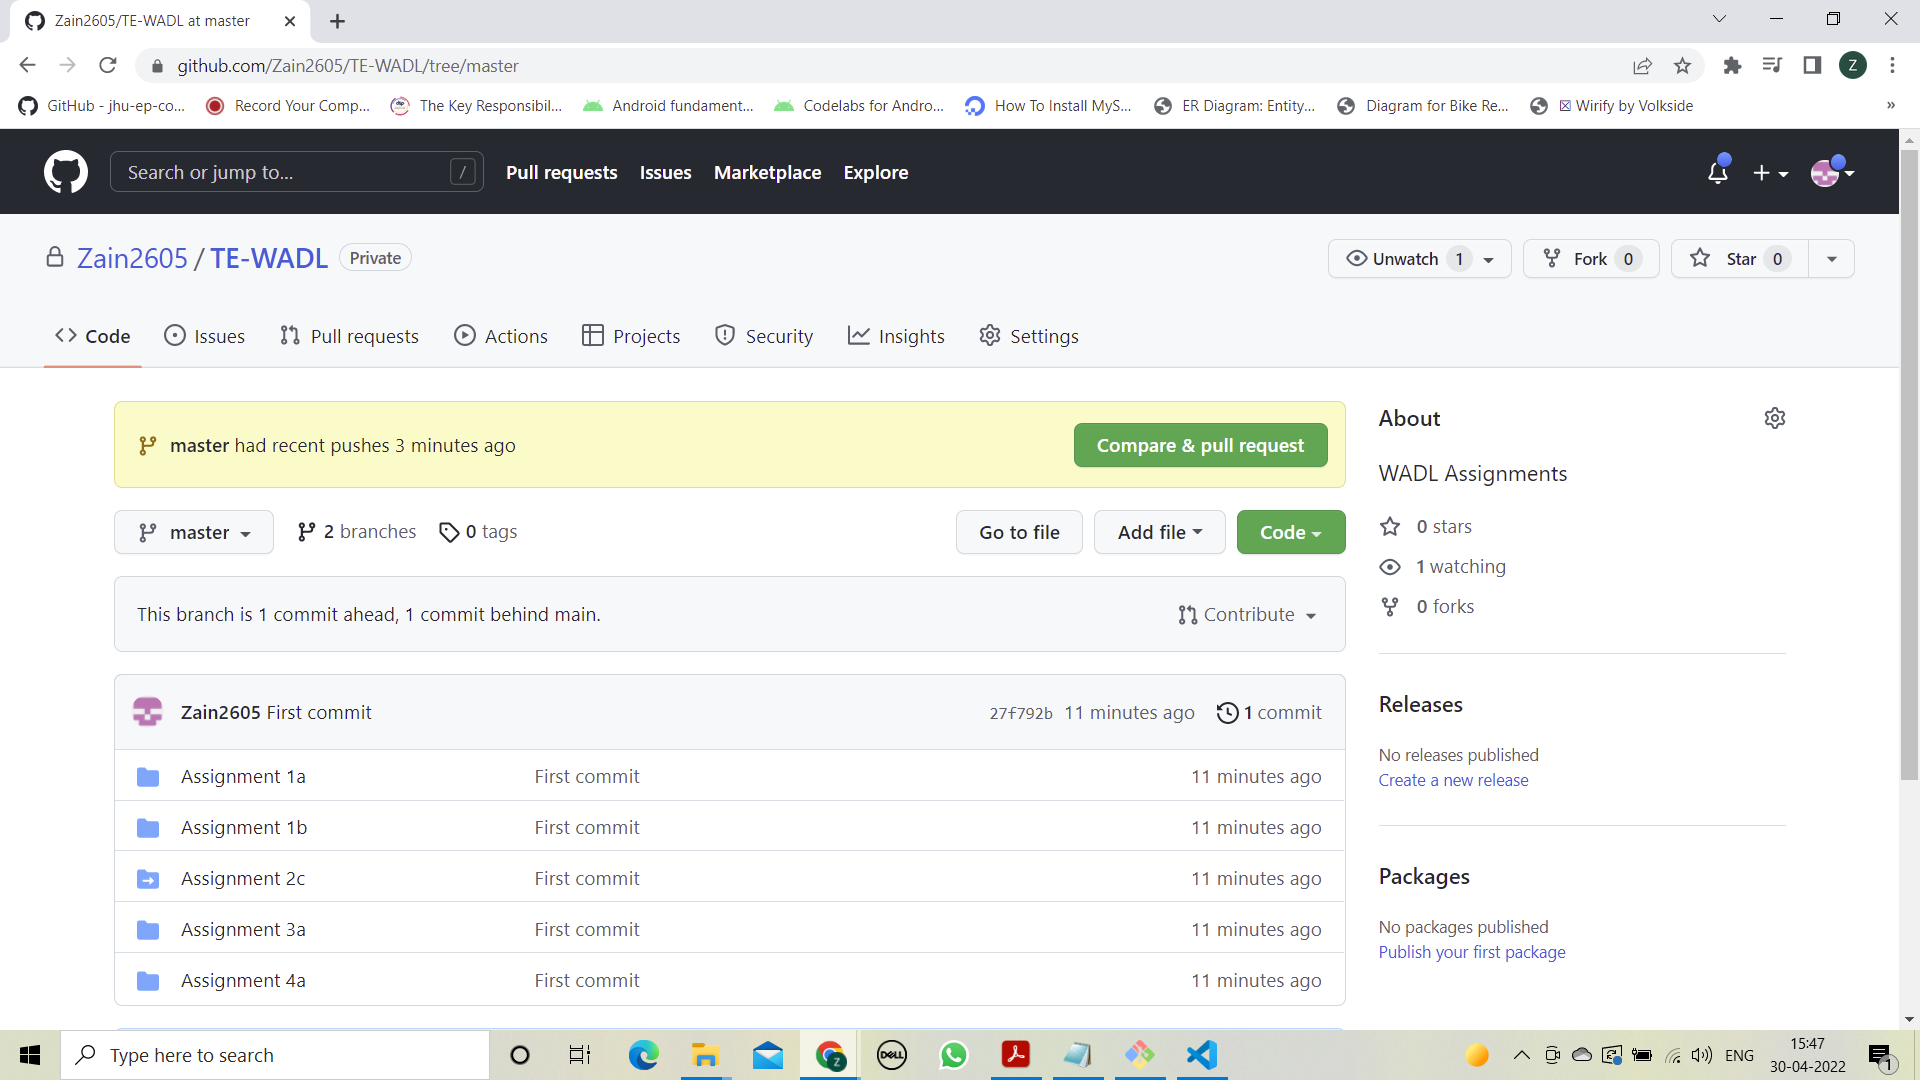 Zain2605/TE-WADL at master
github.com/Zain2605/TE-WADL/tree/master
Z
GitHub - jhu-ep-co... Record Your Comp... The Key Responsibil... Android fundament... Codelabs for Andro... How To Install MyS... ER Diagram: Entity,... Diagram for Bike Re... Wirify by Volkside »
Search or jump to... / Pull requests Issues Marketplace Explore
Zain2605 / TE-WADL Private Unwatch 1 Fork 0 Star 0
Code Issues Pull requests Actions Projects Security Insights Settings
master had recent pushes 3 minutes ago Compare & pull request
About
WADL Assignments
master 2 branches 0 tags Go to file Add file Code
0 stars
1 watching
0 forks
This branch is 1 commit ahead, 1 commit behind main. Contribute
Zain2605 First commit 27f792b 11 minutes ago 1 commit
Assignment 1a First commit 11 minutes ago
Assignment 1b First commit 11 minutes ago
Assignment 2c First commit 11 minutes ago
Assignment 3a First commit 11 minutes ago
Assignment 4a First commit 11 minutes ago
Releases
No releases published
Create a new release
Packages
No packages published
Publish your first package
Type here to search Z DELL ENG 15:47
30-04-2022 1